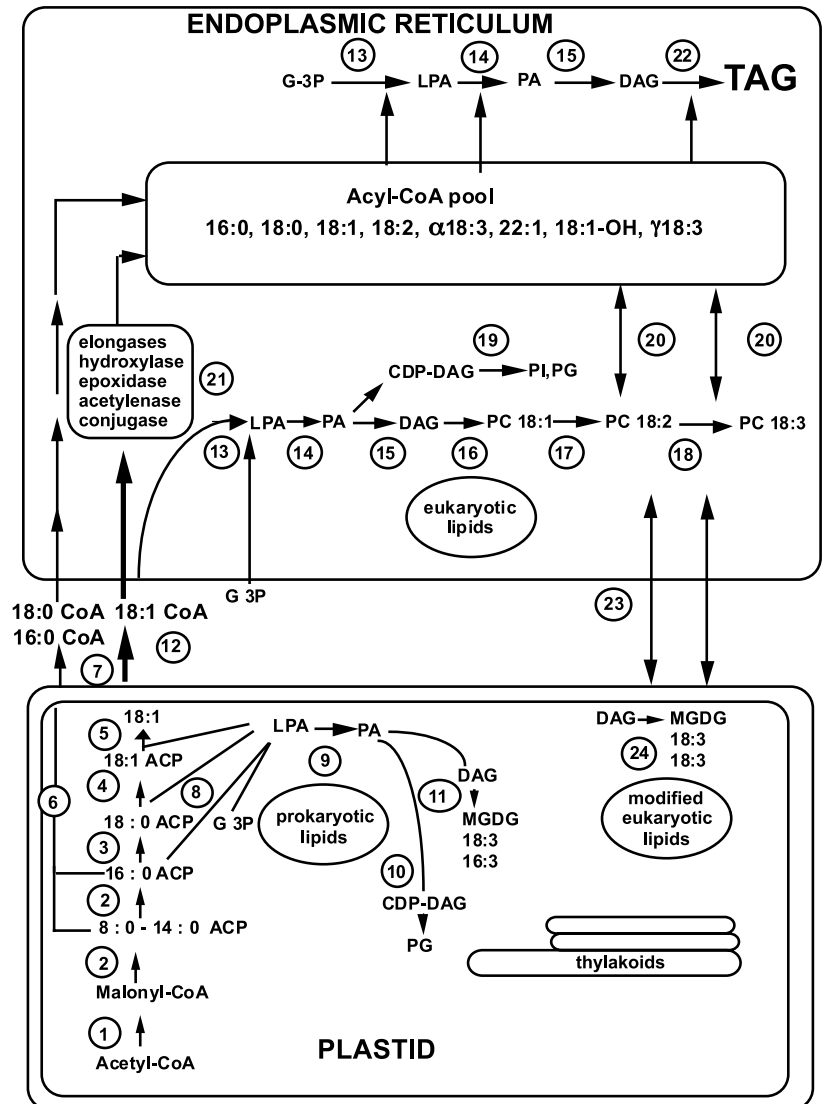 ENDOPLASMIC RETICULUM
13 14 15 22
G-3P LPA PA DAG TAG
Acyl-CoA pool
16:0, 18:0, 18:1, 18:2, α18:3, 22:1, 18:1-OH, γ18:3
elongases
hydroxylase
epoxidase
acetylenase
conjugase
21
19
20 20
CDP-DAG PI,PG
LPA PA DAG PC 18:1 PC 18:2 PC 18:3
13 14 15 16 17 18
eukaryotic
lipids
G 3P
18:0 CoA 18:1 CoA
16:0 CoA
12
7
23
18:1
5
18:1 ACP
4
6
18 : 0 ACP
8
3
16 : 0 ACP
2
8 : 0 - 14 : 0 ACP
2
Malonyl-CoA
1
Acetyl-CoA
LPA PA
9
G 3P
prokaryotic
lipids
DAG
11
MGDG
18:3
16:3
10
CDP-DAG
PG
DAG MGDG
18:3
24
18:3
modified
eukaryotic
lipids
thylakoids
PLASTID